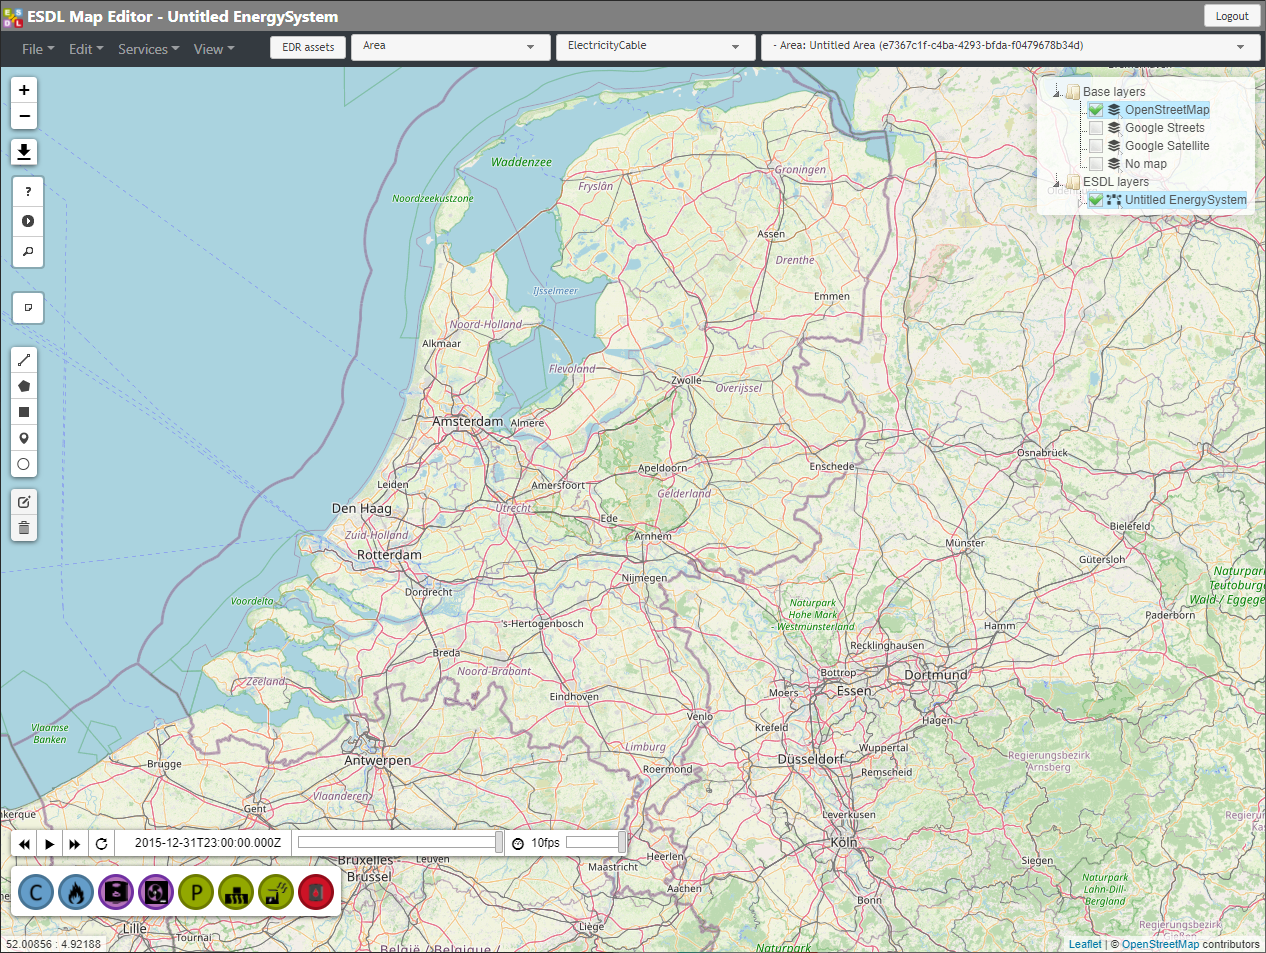 ESDL Map Editor - Untitled EnergySystem
Logout
File Edit Services View
EDR assets
Area
ElectricityCable
- Area: Untitled Area (e7367c1f-c4ba-4293-bfda-f0479678b34d)
+
−
?
Base layers
OpenStreetMap
Google Streets
Google Satellite
No map
ESDL layers
Untitled EnergySystem
Waddenzee
Noordzeekustzone
Fryslân
Groningen
Assen
Drenthe
Emmen
IJsselmeer
Noord-Holland
Alkmaar
Flevoland
Zwolle
Overijssel
Amsterdam
Almere
Apeldoorn
Enschede
Osnabrück
Leiden
Amersfoort
Gelderland
Den Haag
Utrecht
Ede
Zuid-Holland
Arnhem
Bielefeld
Münster
Rotterdam
Gütersloh
Nijmegen
Naturpark
Teutoburge
Wald-/ Eggege
Dordrecht
Voordelta
Naturpark
Hohe Mark
- Westmünsterland
Paderborn
's-Hertogenbosch
Hamm
Breda
Recklinghausen
Noord-Brabant
Bottrop
Dortmund
Zeeland
Moers
Essen
Eindhoven
Venlo
Krefeld
Hagen
Vlaamse
Banken
Limburg
Wuppertal
Regierungsbezirk
Arnsberg
Brugge
Antwerpen
Düsseldorf
Roermond
Remscheid
Vlaanderen
Gent
Leverkusen
nkerque
2015-12-31T23:00:00.000Z
10fps
Köln
Heerlen
Bruxelles-
Brussel
Leuven
Maastricht
Siegen
Aachen
Naturpark
Lahn-Dill-
Bergland
C
P
Bonn
Lille
Tournai
Liège
Regierungsbezirk
België / Belgique /
Naturpark
52.00856 : 4.92188
Leaflet | © OpenStreetMap contributors